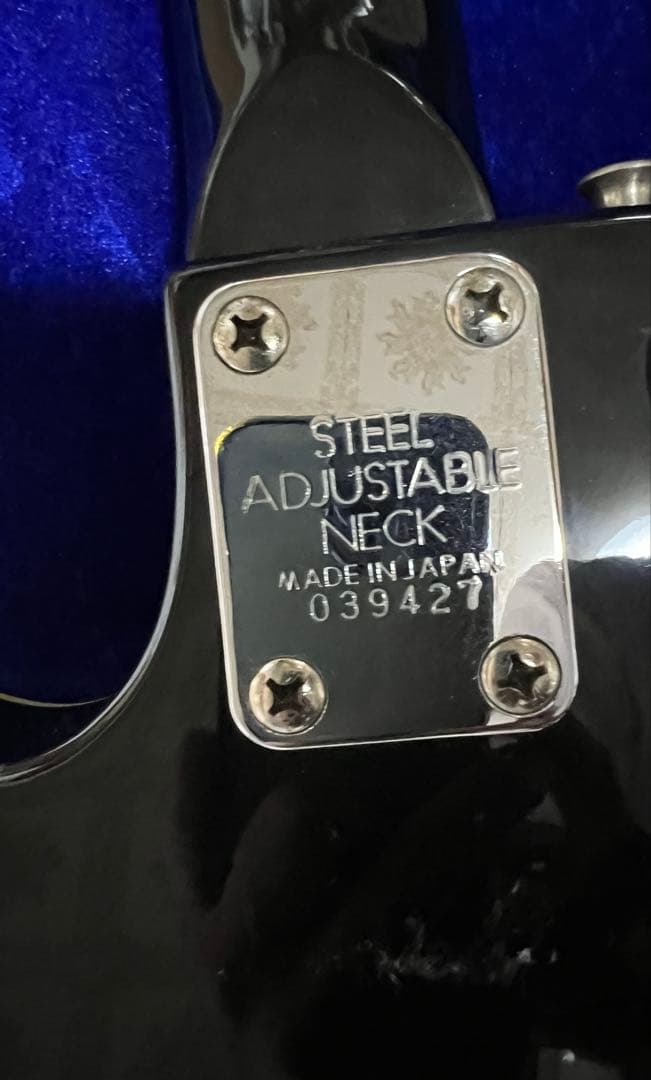 STEEL
ADJUSTABLE
NECK
MADE IN JAPAN
039427